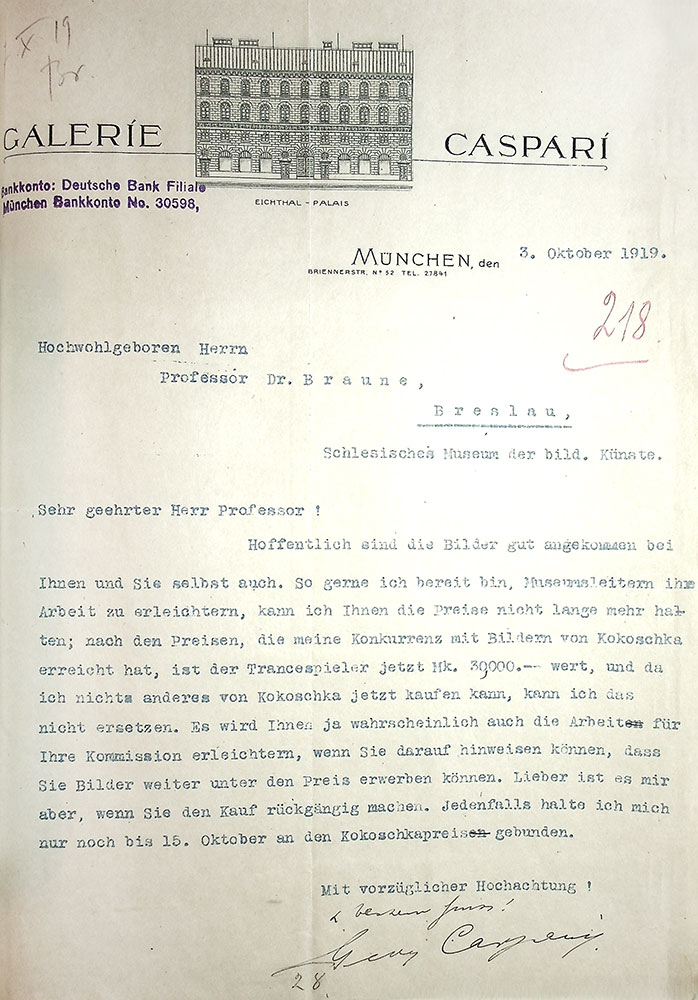 X 19
Br.
GALERIE CASPARI
Bankkonto: Deutsche Bank Filiale
München Bankkonto No. 30598,
EICHTHAL - PALAIS
MÜNCHEN, den 3. Oktober 1919.
BRIENNERSTR. Nº 52 TEL. 27841
218
Hochwohlgeboren Herrn
Professor Dr. Braune,
Breslau,
Schlesisches Museum der bild. Künste.
Sehr geehrter Herr Professor !
Hoffentlich sind die Bilder gut angekommen bei
Ihnen und Sie selbst auch. So gerne ich bereit bin, Museumsleitern ihre
Arbeit zu erleichtern, kann ich Ihnen die Preise nicht lange mehr hal-
ten; nach den Preisen, die meine Konkurrenz mit Bildern von Kokoschka
erreicht hat, ist der Trancespieler jetzt Mk. 30000.-- wert, und da
ich nichts anderes von Kokoschka jetzt kaufen kann, kann ich das
nicht ersetzen. Es wird Ihnen ja wahrscheinlich auch die Arbeiten für
Ihre Kommission erleichtern, wenn Sie darauf hinweisen können, dass
Sie Bilder weiter unter den Preis erwerben können. Lieber ist es mir
aber, wenn Sie den Kauf rückgängig machen. Jedenfalls halte ich mich
nur noch bis 15. Oktober an den Kokoschkapreisen gebunden.
Mit vorzüglicher Hochachtung !
Georg Caspari
28